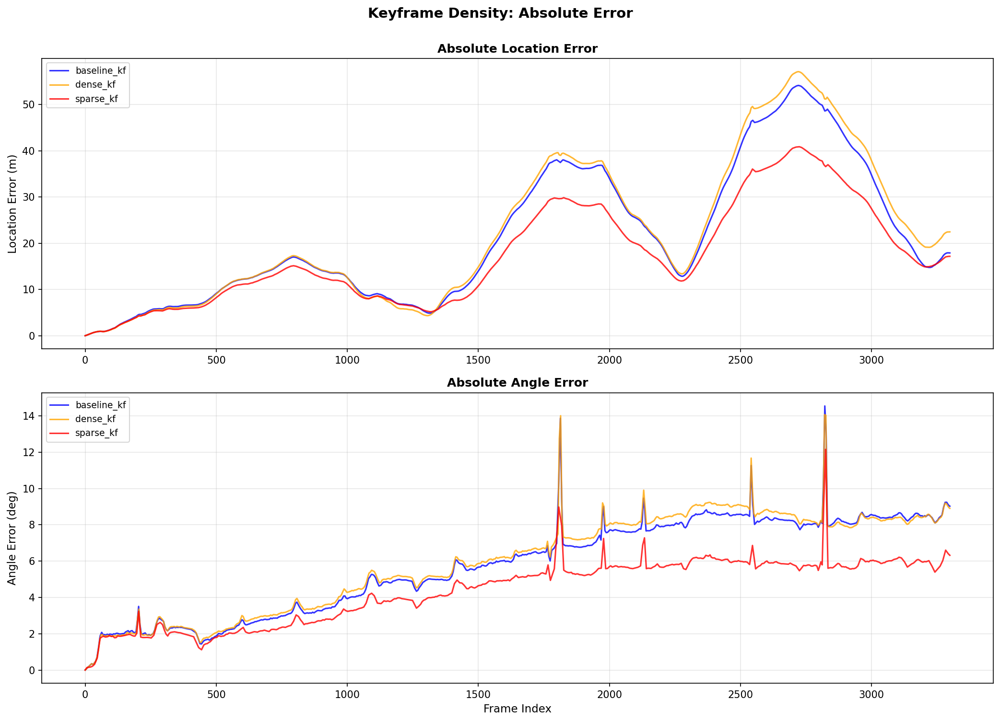 Keyframe Density: Absolute Error
Absolute Location Error
baseline_kf
dense_kf
sparse_kf
Location Error (m)
50
40
30
20
10
0
0 500 1000 1500 2000 2500 3000
Absolute Angle Error
baseline_kf
dense_kf
sparse_kf
Angle Error (deg)
14
12
10
8
6
4
2
0
0 500 1000 1500 2000 2500 3000
Frame Index